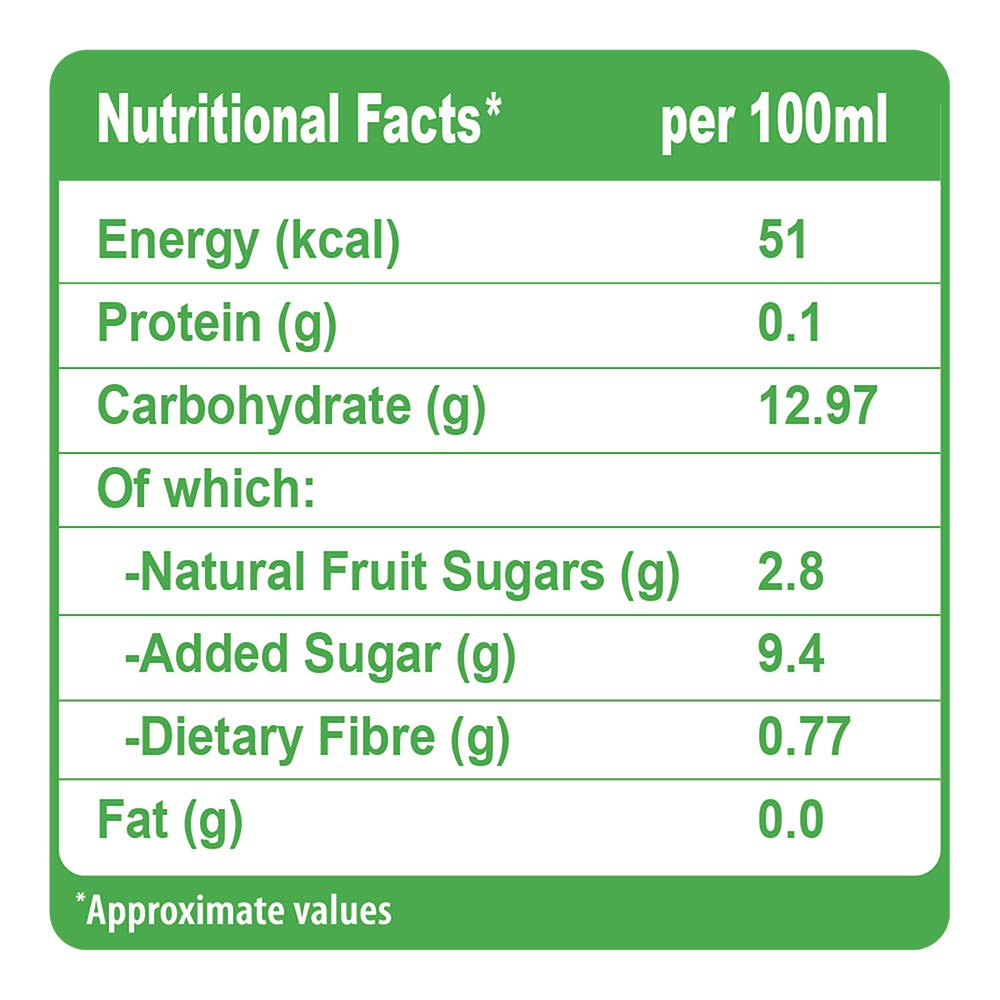 Nutritional Facts* per 100ml
Energy (kcal) 51
Protein (g) 0.1
Carbohydrate (g) 12.97
Of which:
-Natural Fruit Sugars (g) 2.8
-Added Sugar (g) 9.4
-Dietary Fibre (g) 0.77
Fat (g) 0.0
*Approximate values